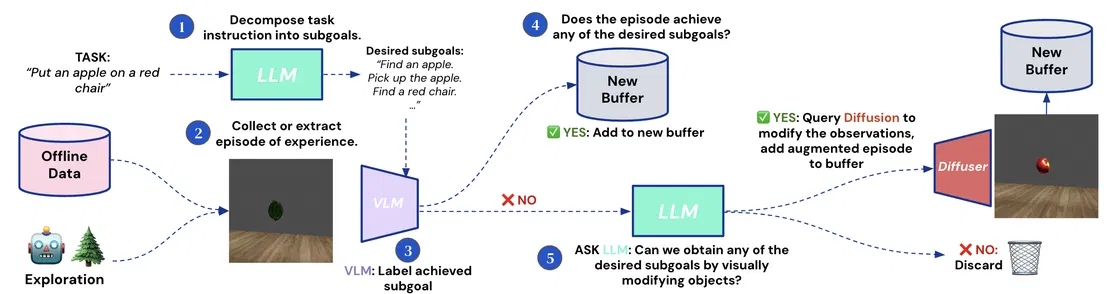 1
Decompose task
instruction into subgoals.
TASK:
“Put an apple on a red
chair”
LLM
Desired subgoals:
“Find an apple.
Pick up the apple.
Find a red chair.
...”
Offline
Data
Exploration
2
Collect or extract
episode of experience.
VLM
3
VLM: Label achieved
subgoal
4
Does the episode achieve
any of the desired subgoals?
New
Buffer
✅ YES: Add to new buffer
❌ NO
LLM
5
ASK LLM: Can we obtain any of the
desired subgoals by visually
modifying objects?
✅ YES: Query Diffusion to
modify the observations,
add augmented episode
to buffer
Diffuser
New
Buffer
❌ NO:
Discard